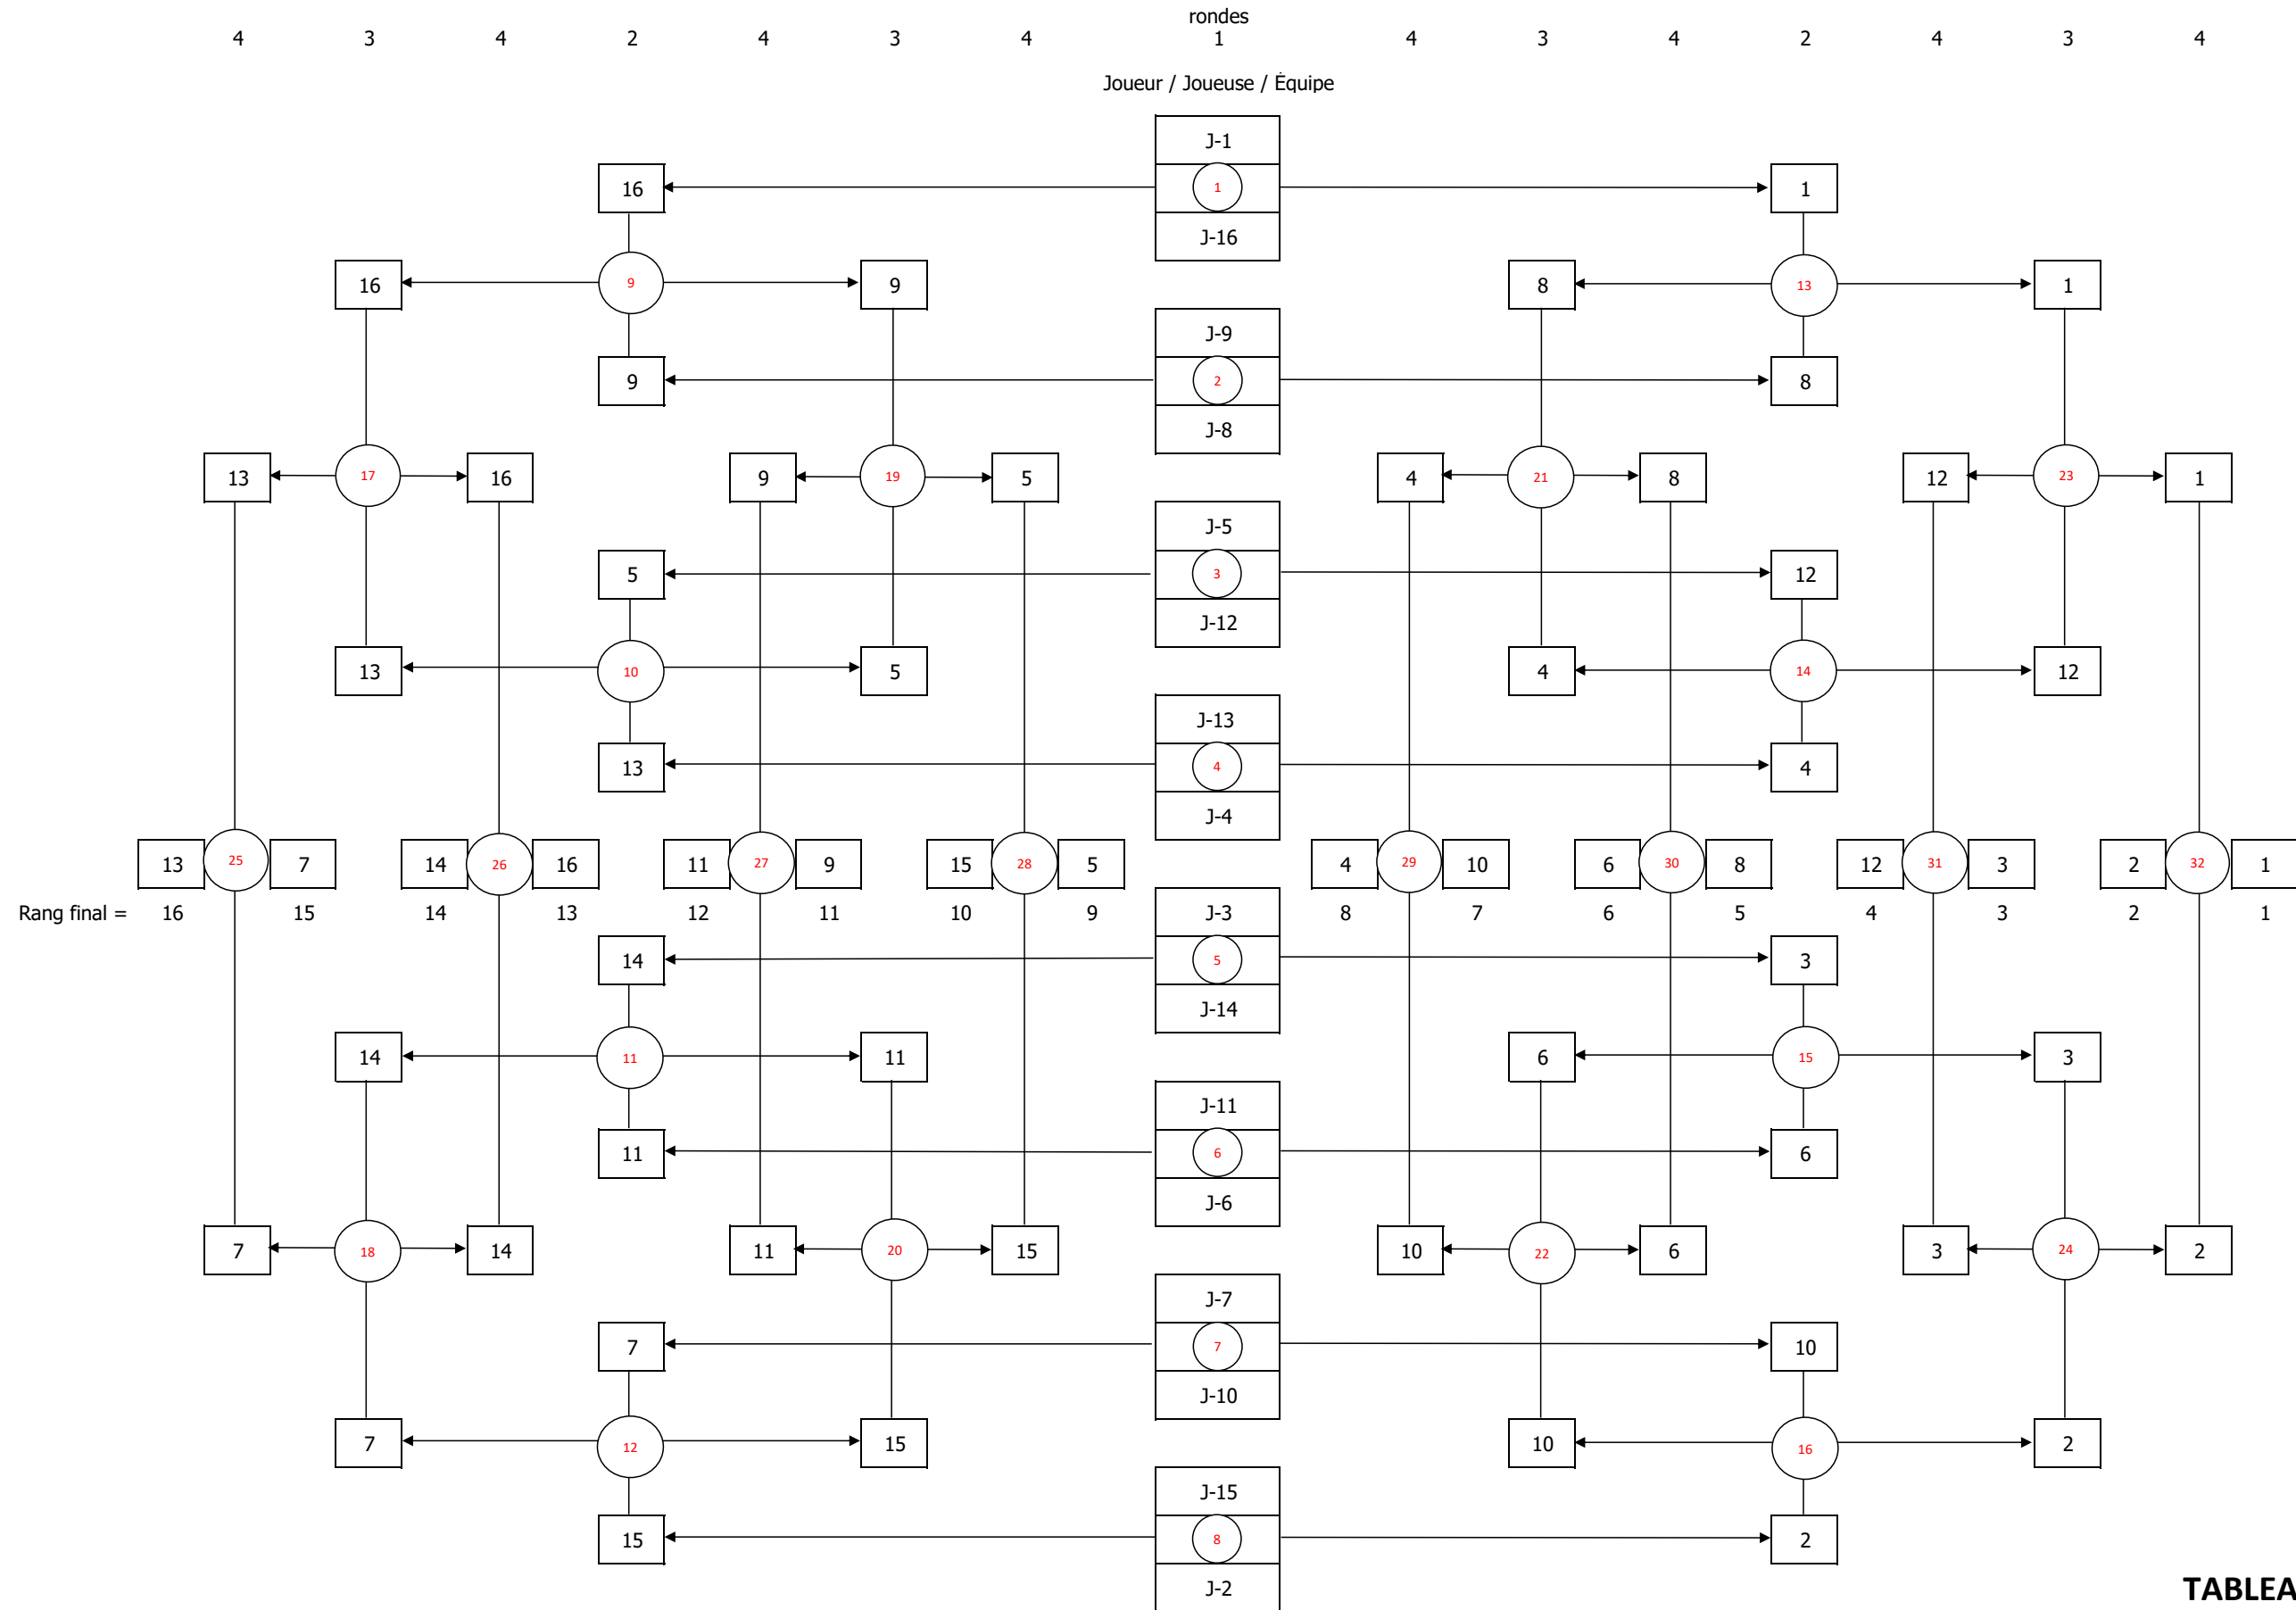 rondes
4 3 4 2 4 3 4 1 4 3 4 2 4 3 4
Joueur / Joueuse / Équipe
J-1
16 1 1
J-16
16 9 9 8 13 1
J-9
9 2 8
J-8
13 17 16 9 19 5 4 21 8 12 23 1
J-5
5 3 12
J-12
13 10 5 4 14 12
J-13
13 4 4
J-4
13 25 7 14 26 16 11 27 9 15 28 5 4 29 10 6 30 8 12 31 3 2 32 1
Rang final = 16 15 14 13 12 11 10 9 J-3 8 7 6 5 4 3 2 1
14 5 3
J-14
14 11 11 6 15 3
J-11
11 6 6
J-6
7 18 14 11 20 15 10 22 6 3 24 2
J-7
7 7 10
J-10
7 12 15 10 16 2
J-15
15 8 2
J-2
TABLEA